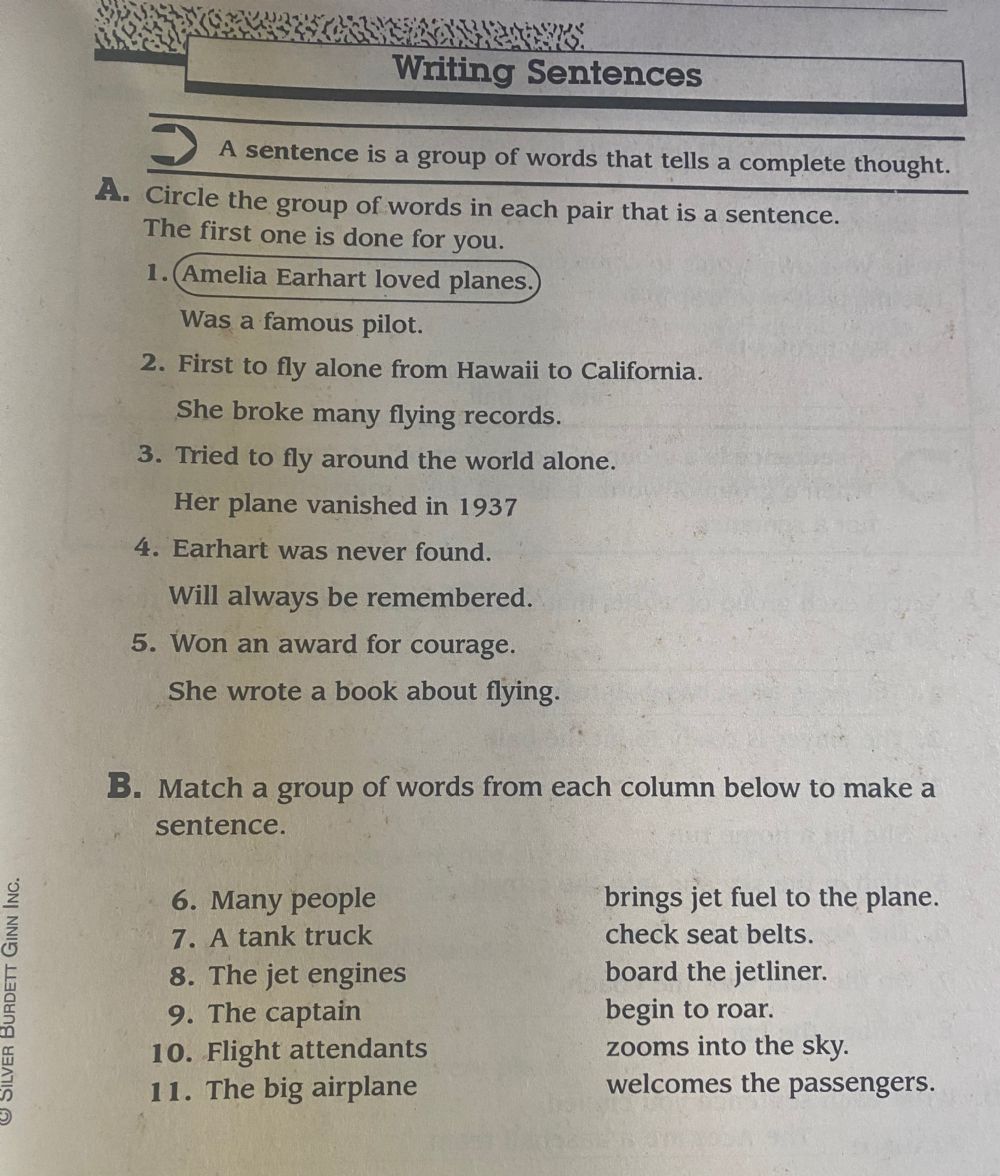 Writing Sentences
A sentence is a group of words that tells a complete thought.
A. Circle the group of words in each pair that is a sentence.
The first one is done for you.
1. Amelia Earhart loved planes.
Was a famous pilot.
2. First to fly alone from Hawaii to California.
She broke many flying records.
3. Tried to fly around the world alone.
Her plane vanished in 1937
4. Earhart was never found.
Will always be remembered.
5. Won an award for courage.
She wrote a book about flying.
B. Match a group of words from each column below to make a
sentence.
6. Many people brings jet fuel to the plane.
7. A tank truck check seat belts.
8. The jet engines board the jetliner.
9. The captain begin to roar.
10. Flight attendants zooms into the sky.
11. The big airplane welcomes the passengers.
© SILVER BURDETT GINN INC.